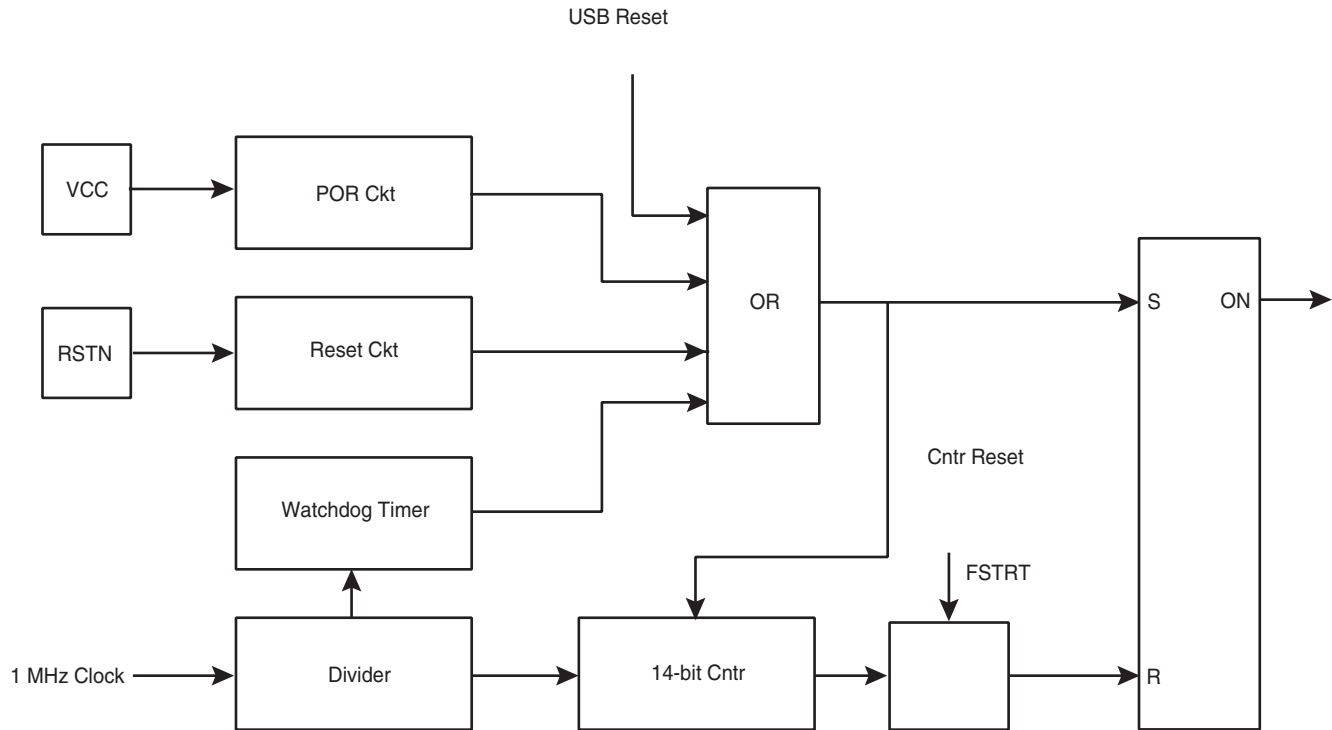 USB Reset
VCC
POR Ckt
OR
S
ON
RSTN
Reset Ckt
Cntr Reset
Watchdog Timer
FSTRT
1 MHz Clock
Divider
14-bit Cntr
R